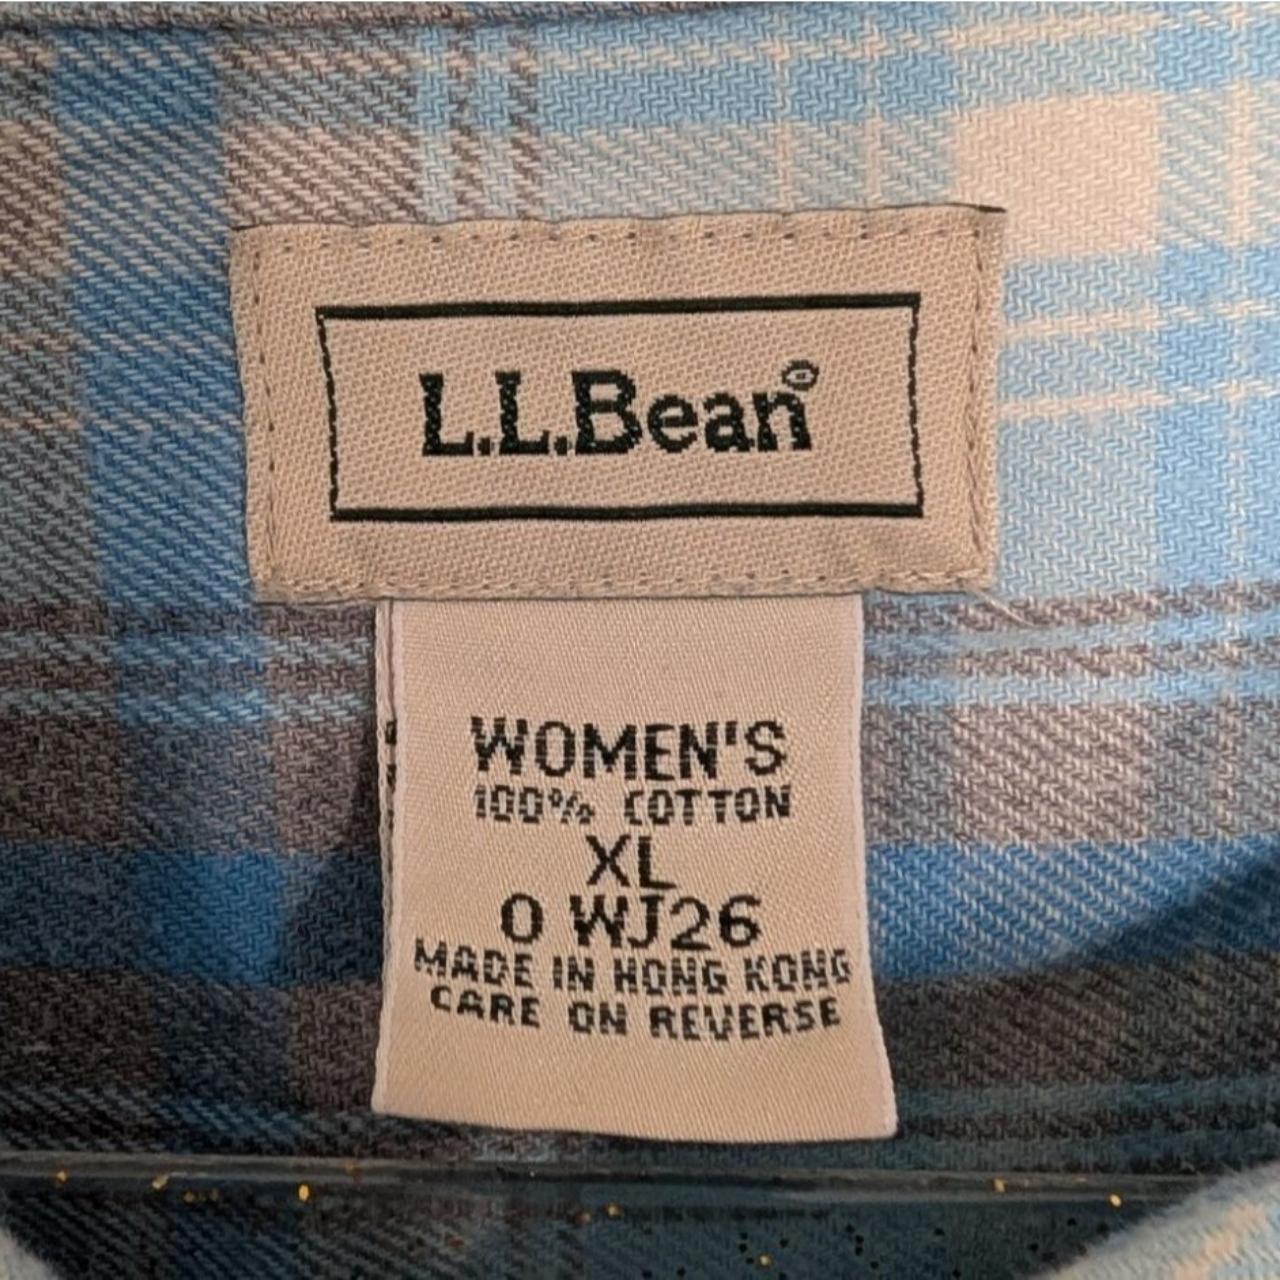 L.L.Bean®
WOMEN'S
100% COTTON
XL
0 WJ26
MADE IN HONG KONG
CARE ON REVERSE